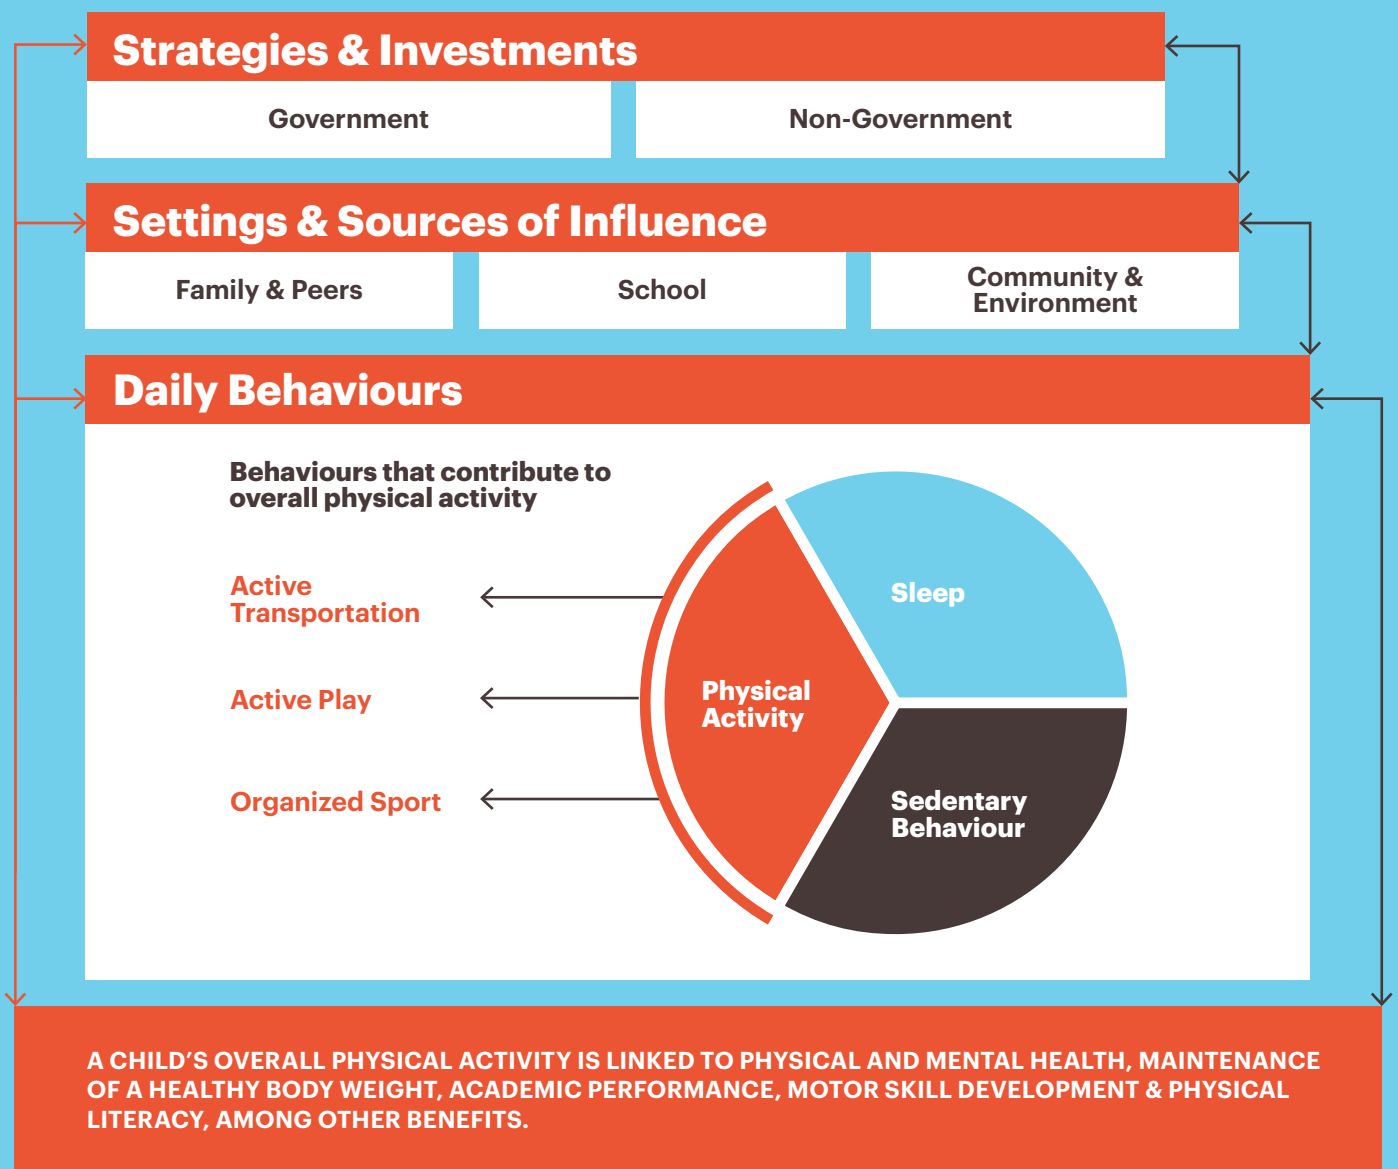 Strategies & Investments
Government
Non-Government
Settings & Sources of Influence
Family & Peers
School
Community &
Environment
Daily Behaviours
Behaviours that contribute to
overall physical activity
Active
Transportation
Active Play
Organized Sport
Physical
Activity
Sleep
Sedentary
Behaviour
A CHILD’S OVERALL PHYSICAL ACTIVITY IS LINKED TO PHYSICAL AND MENTAL HEALTH, MAINTENANCE
OF A HEALTHY BODY WEIGHT, ACADEMIC PERFORMANCE, MOTOR SKILL DEVELOPMENT & PHYSICAL
LITERACY, AMONG OTHER BENEFITS.